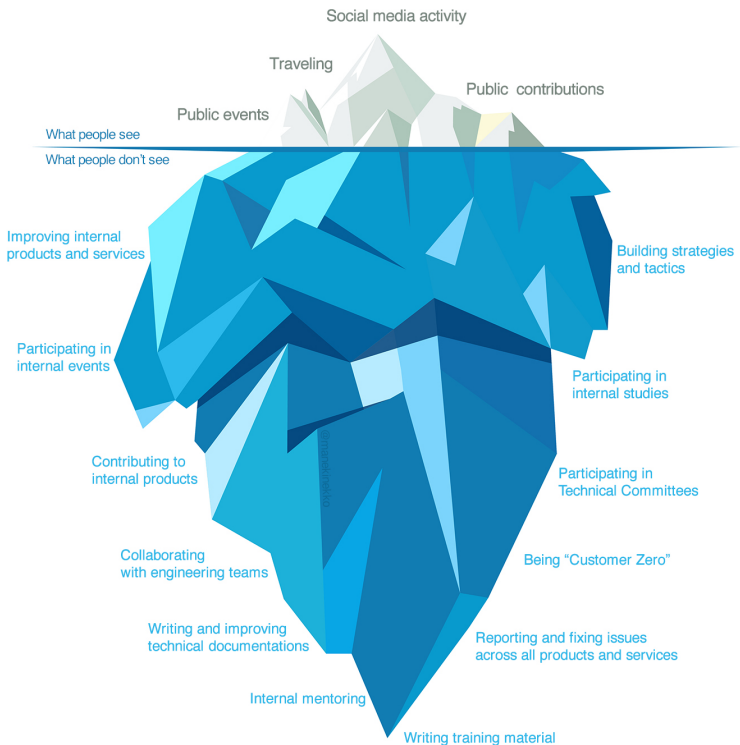 Social media activity
Traveling
Public contributions
Public events
What people see
What people don't see
Improving internal
products and services
Building strategies
and tactics
Participating in
internal events
Participating in
internal studies
Contributing to
internal products
Participating in
Technical Committees
Collaborating
with engineering teams
Being “Customer Zero”
Writing and improving
technical documentations
Reporting and fixing issues
across all products and services
Internal mentoring
Writing training material